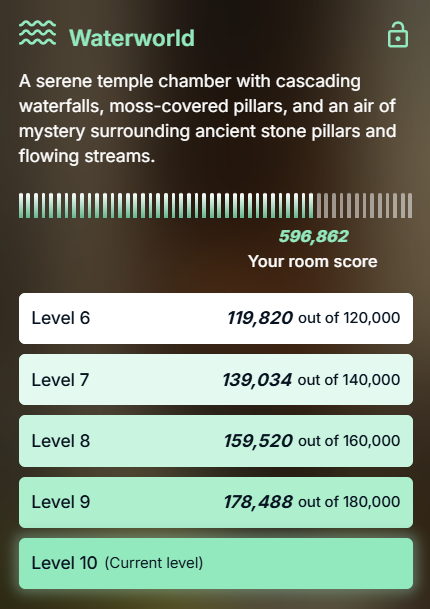 Waterworld
A serene temple chamber with cascading
waterfalls, moss-covered pillars, and an air of
mystery surrounding ancient stone pillars and
flowing streams.
596,862
Your room score
Level 6 119,820 out of 120,000
Level 7 139,034 out of 140,000
Level 8 159,520 out of 160,000
Level 9 178,488 out of 180,000
Level 10 (Current level)